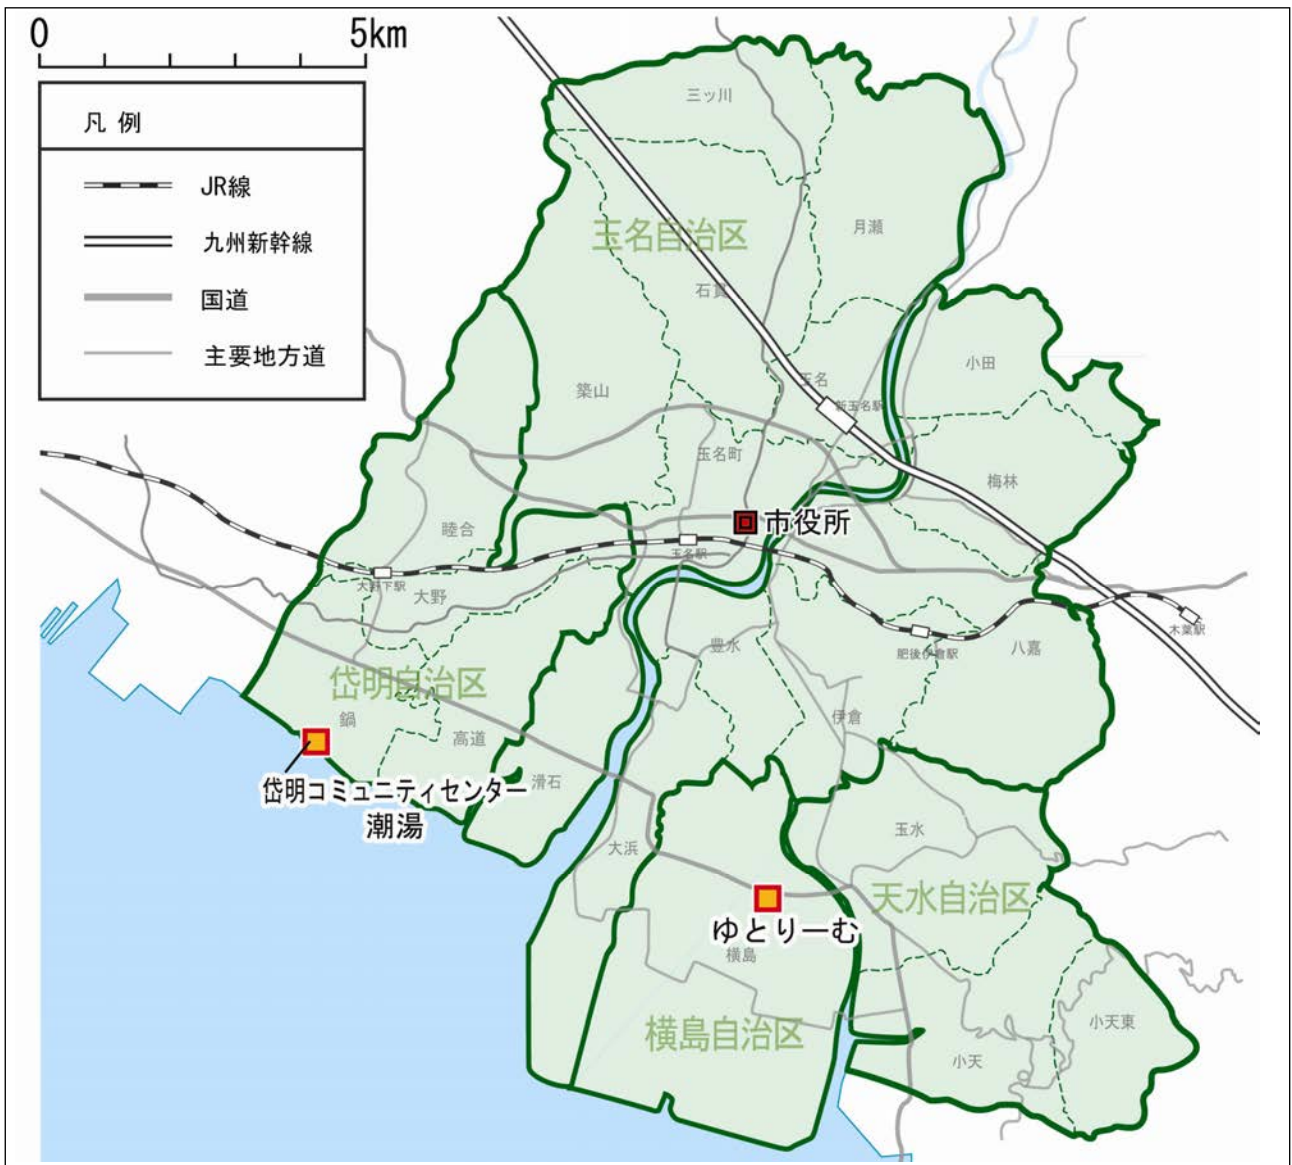 0
5km
凡 例
JR線
九州新幹線
国道
主要地方道
三ッ川
玉名自治区
月瀬
石貫
小田
築山
玉名
新玉名駅
玉名町
梅林
市役所
睦合
玉名駅
大野下駅
大野
木葉駅
豊水
肥後伊倉駅
八嘉
岱明自治区
鍋
伊倉
高道
滑石
岱明コミュニティセンター
潮湯
玉水
大浜
天水自治区
ゆとりーむ
横島
横島自治区
小天東
小天